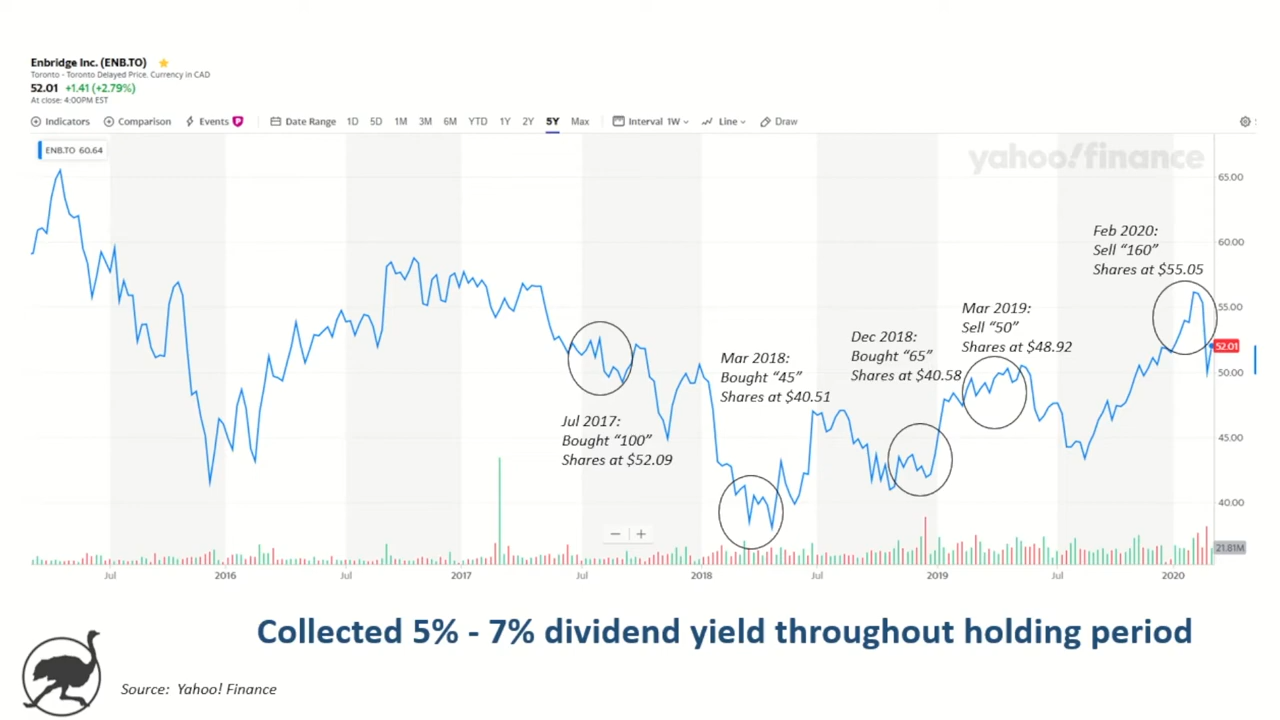 Enbridge Inc. (ENB.TO)
Toronto - Toronto Delayed Price. Currency in CAD
52.01 +1.41 (+2.79%)
At close: 4:00PM EST
Indicators Comparison Events P Date Range 1D 5D 1M 3M 6M YTD 1Y 2Y 5Y Max Interval 1W Line Draw
ENB.TO 60.64
yahoo!finance
65.00
60.00
55.00
52.01
50.00
45.00
40.00
21.81M
Feb 2020:
Sell “160”
Shares at $55.05
Mar 2019:
Sell “50”
Shares at $48.92
Dec 2018:
Bought “65”
Shares at $40.58
Mar 2018:
Bought “45”
Shares at $40.51
Jul 2017:
Bought “100”
Shares at $52.09
Jul 2016 Jul 2017 Jul 2018 Jul 2019 Jul 2020
Collected 5% - 7% dividend yield throughout holding period
Source: Yahoo! Finance